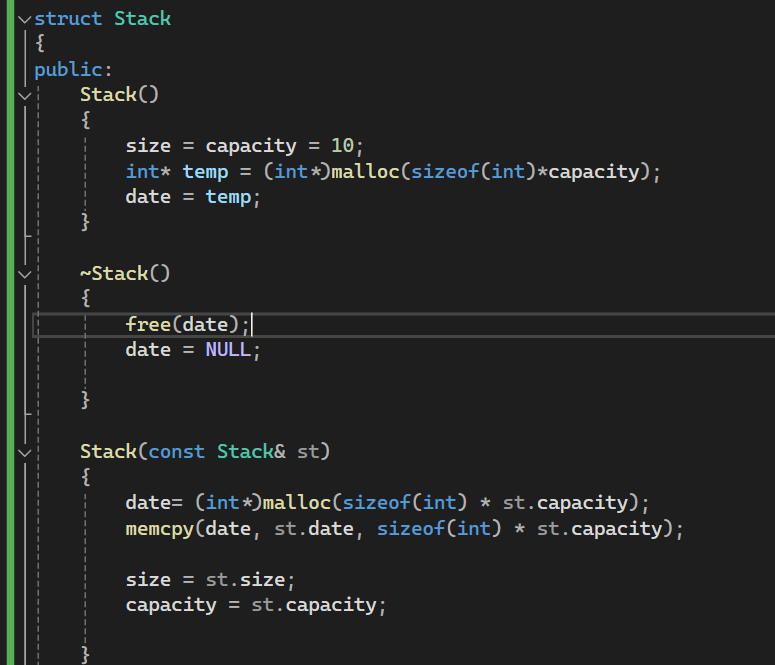 struct Stack
{
public:
    Stack()
    {
        size = capacity = 10;
        int* temp = (int*)malloc(sizeof(int)*capacity);
        date = temp;
    }

    ~Stack()
    {
        free(date);
        date = NULL;

    }

    Stack(const Stack& st)
    {
        date= (int*)malloc(sizeof(int) * st.capacity);
        memcpy(date, st.date, sizeof(int) * st.capacity);

        size = st.size;
        capacity = st.capacity;

    }